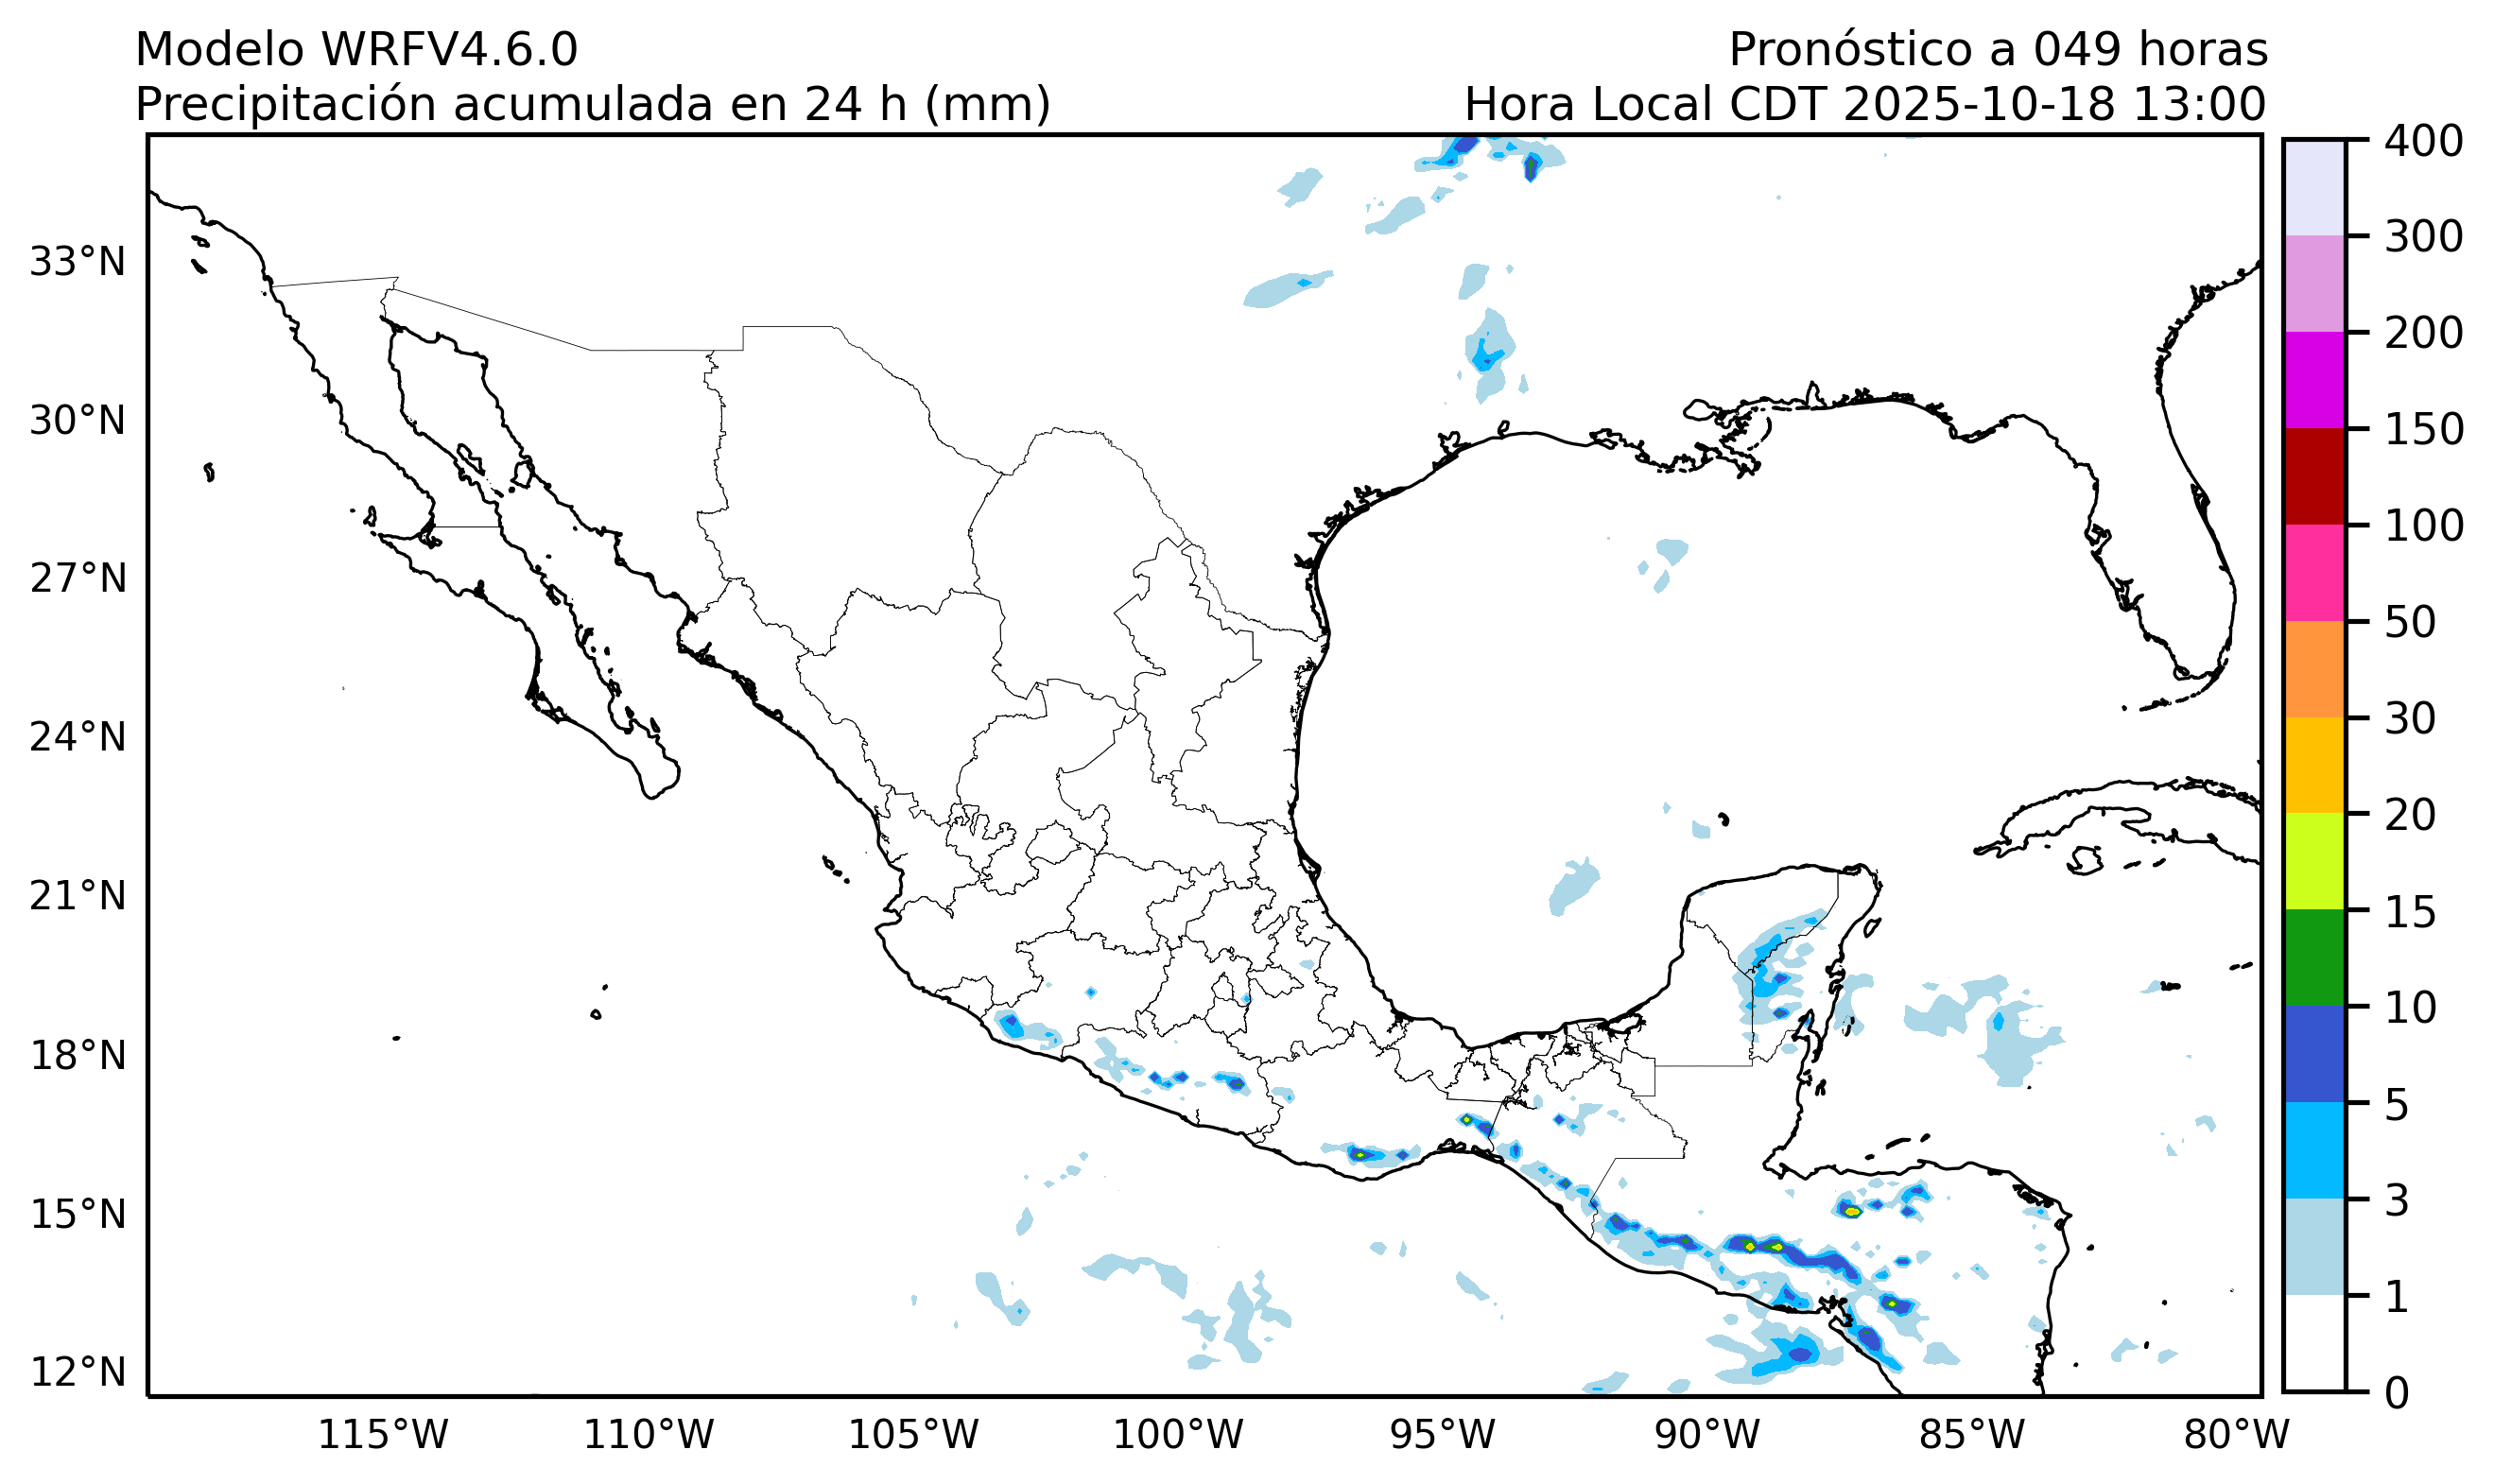 Modelo WRFV4.6.0
Pronóstico a 049 horas
Precipitación acumulada en 24 h (mm)
Hora Local CDT 2025-10-18 13:00
33°N
30°N
27°N
24°N
21°N
18°N
15°N
12°N
115°W
110°W
105°W
100°W
95°W
90°W
85°W
80°W
400
300
200
150
100
50
30
20
15
10
5
3
1
0